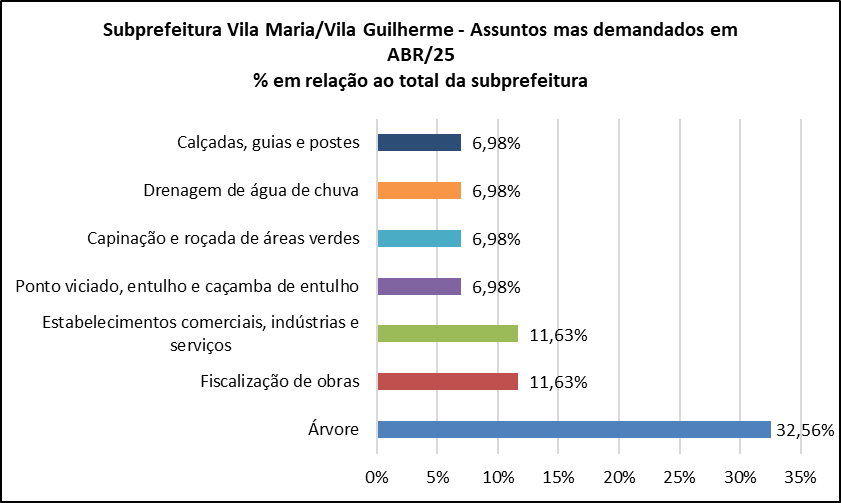 Subprefeitura Vila Maria/Vila Guilherme - Assuntos mas demandados em
ABR/25
% em relação ao total da subprefeitura
Calçadas, guias e postes 6,98%
Drenagem de água de chuva 6,98%
Capinação e roçada de áreas verdes 6,98%
Ponto viciado, entulho e caçamba de entulho 6,98%
Estabelecimentos comerciais, indústrias e
serviços 11,63%
Fiscalização de obras 11,63%
Árvore 32,56%
0% 5% 10% 15% 20% 25% 30% 35%